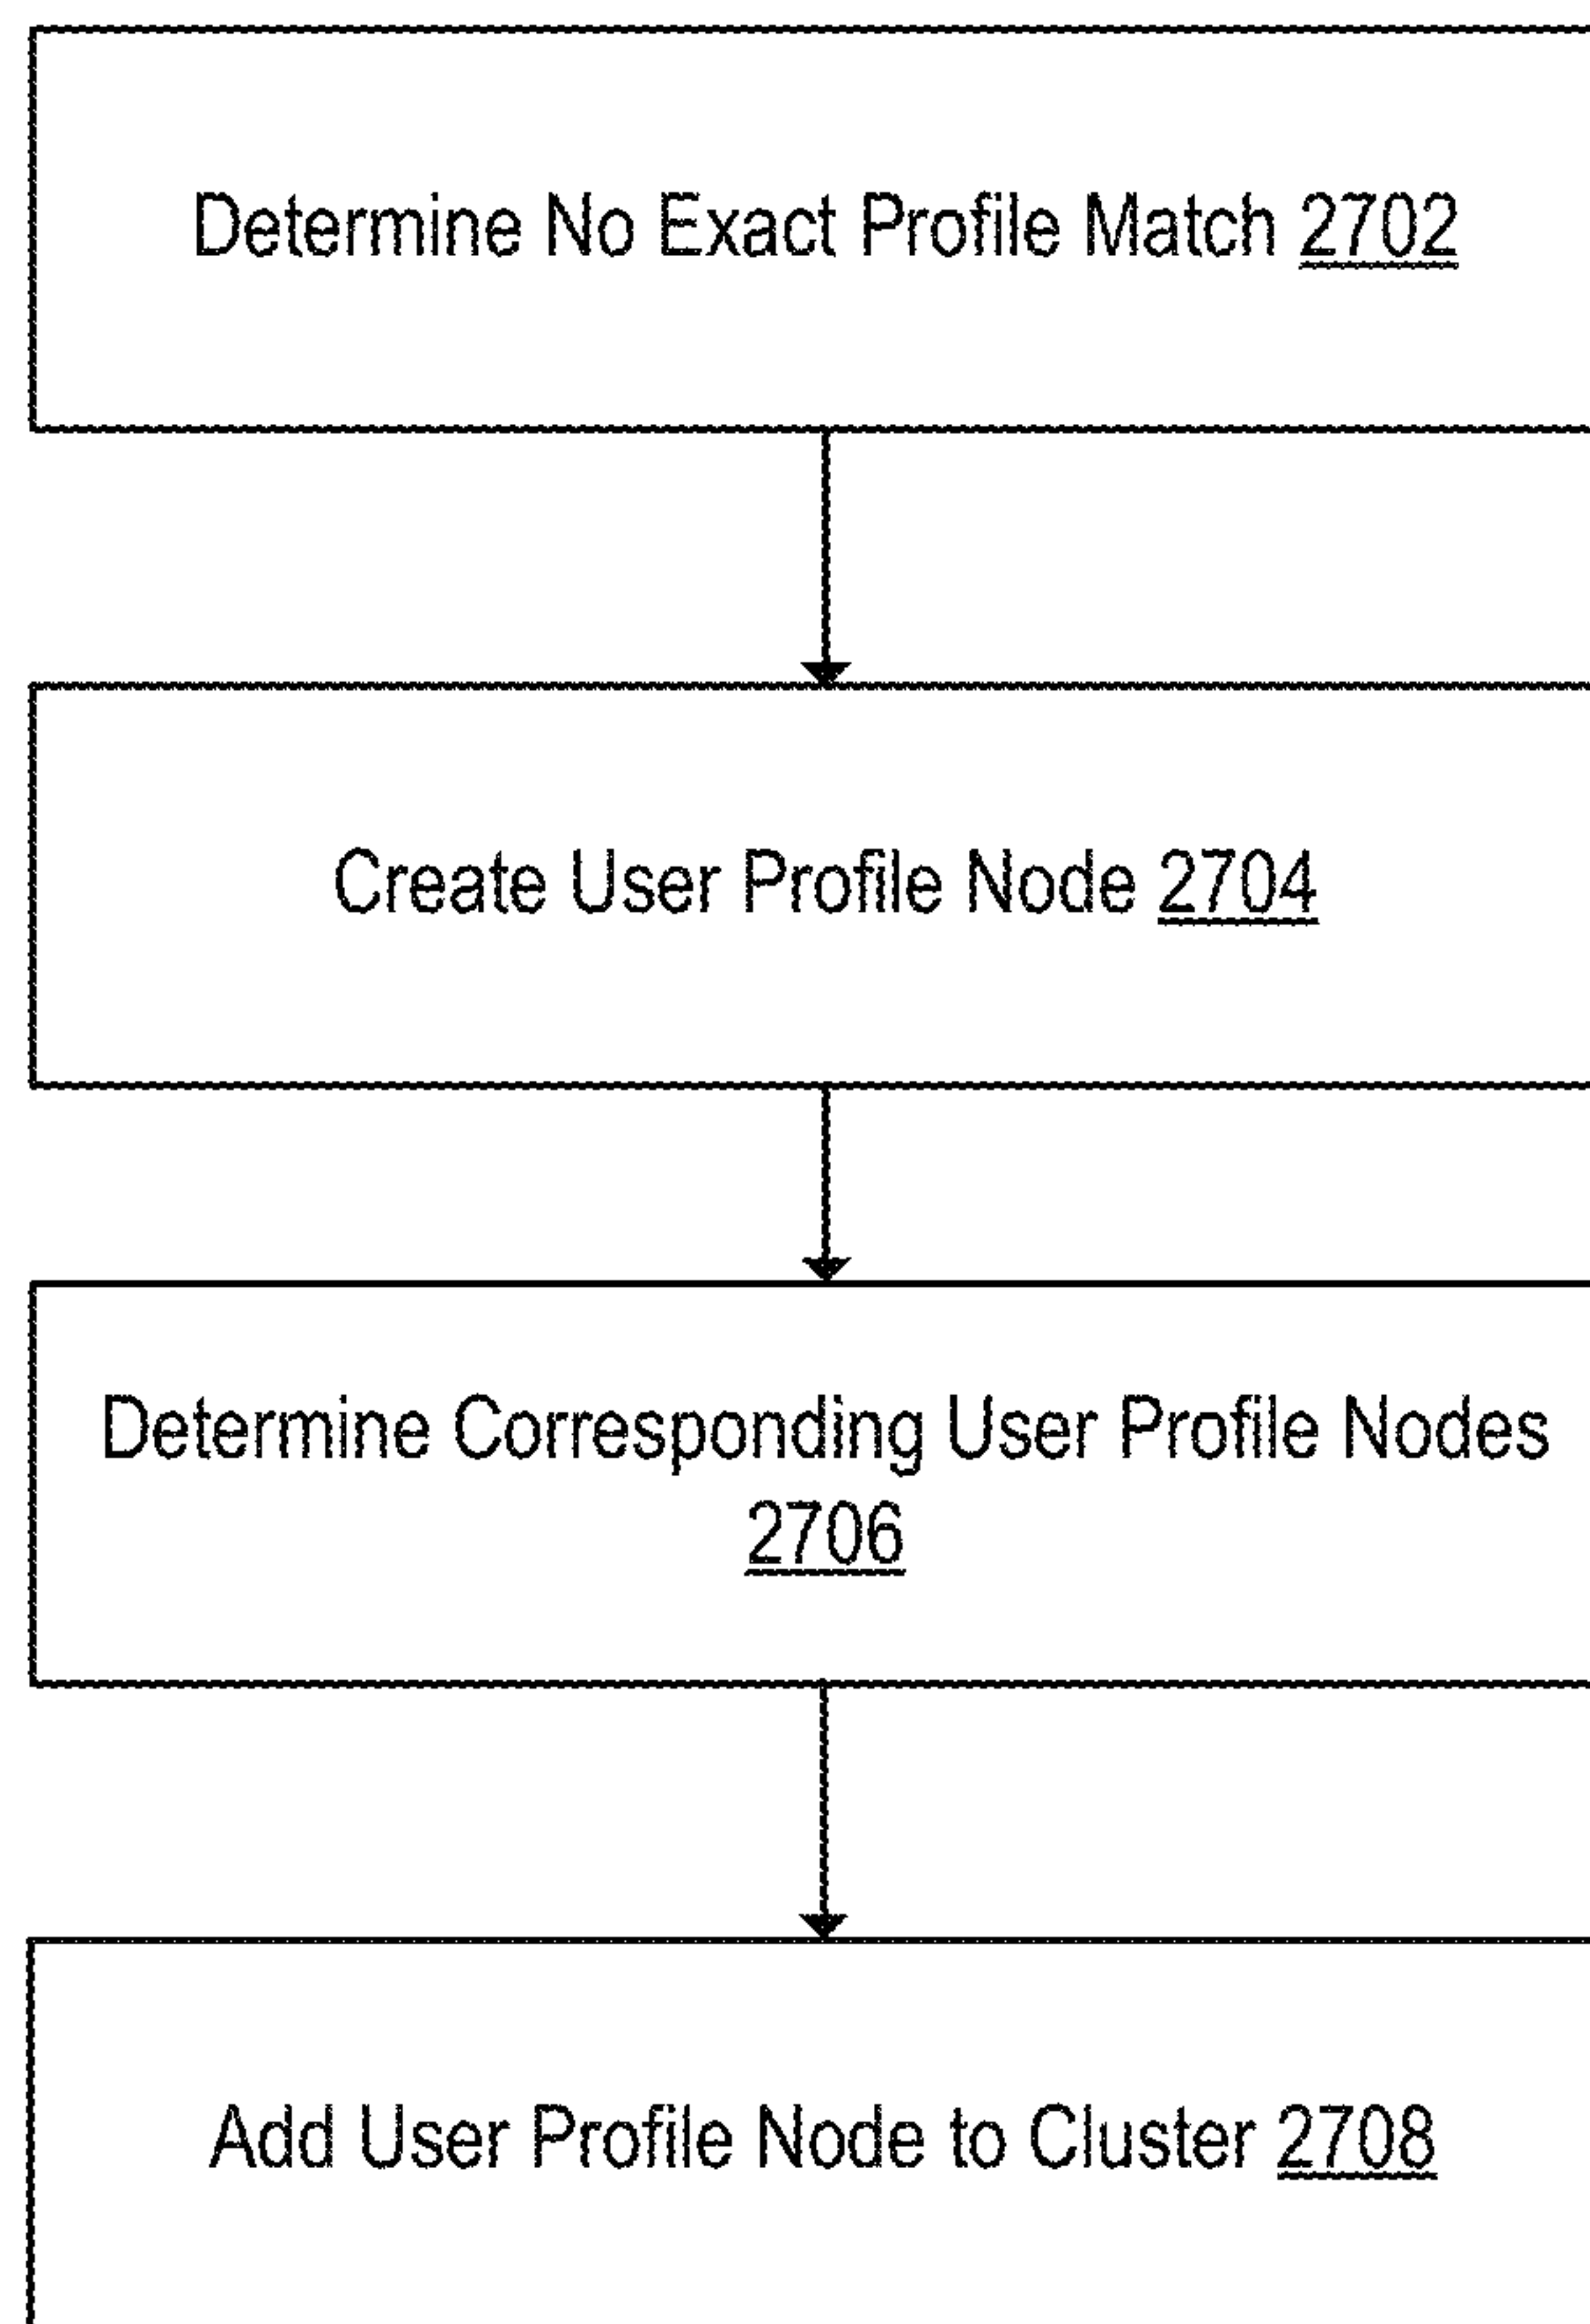 Determine No Exact Profile Match 2702
Create User Profile Node 2704
Determine Corresponding User Profile Nodes
2706
Add User Profile Node to Cluster 2708